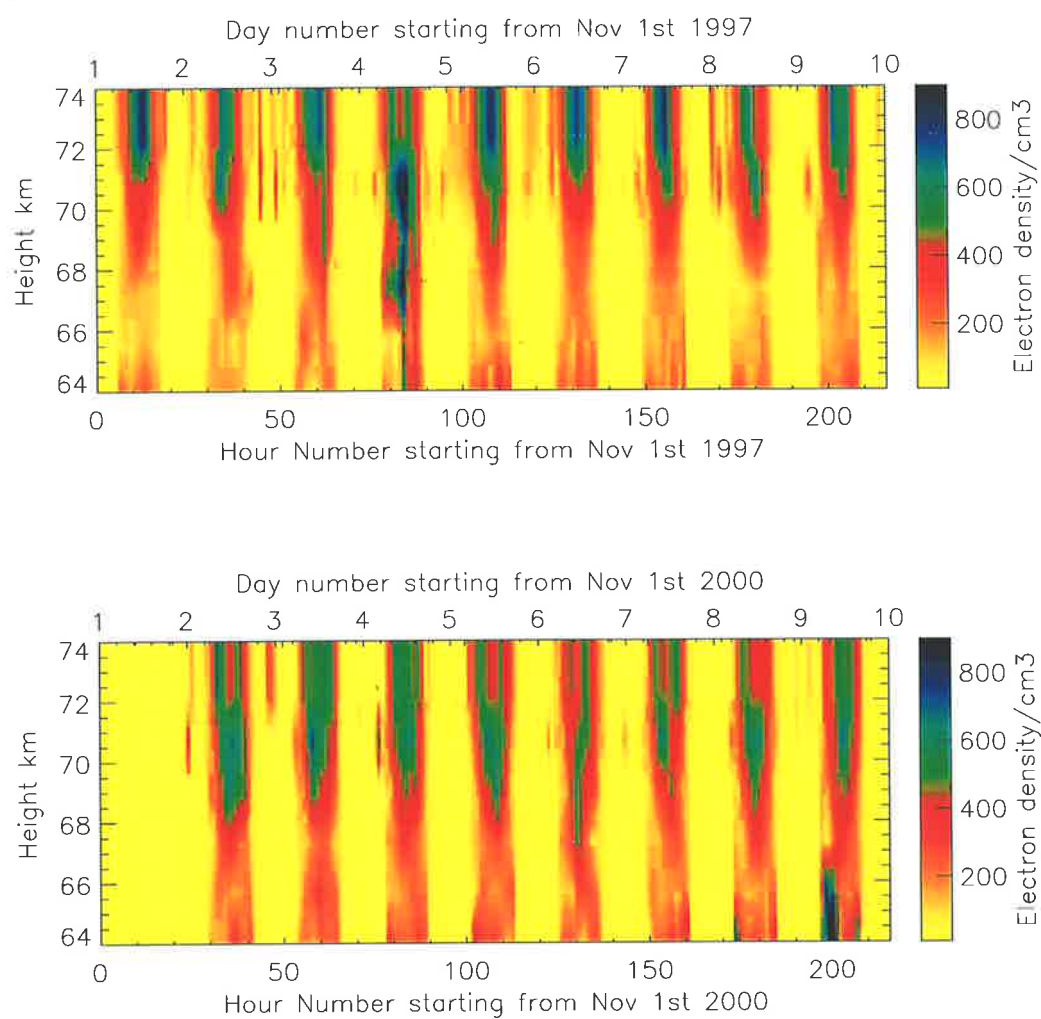 Day number starting from Nov 1st 1997
1 2 3 4 5 6 7 8 9 10
74
72
70
68
66
64
Height km
0 50 100 150 200
Hour Number starting from Nov 1st 1997
800
600
400
200
Electron density/cm3
Day number starting from Nov 1st 2000
1 2 3 4 5 6 7 8 9 10
74
72
70
68
66
64
Height km
0 50 100 150 200
Hour Number starting from Nov 1st 2000
800
600
400
200
Electron density/cm3